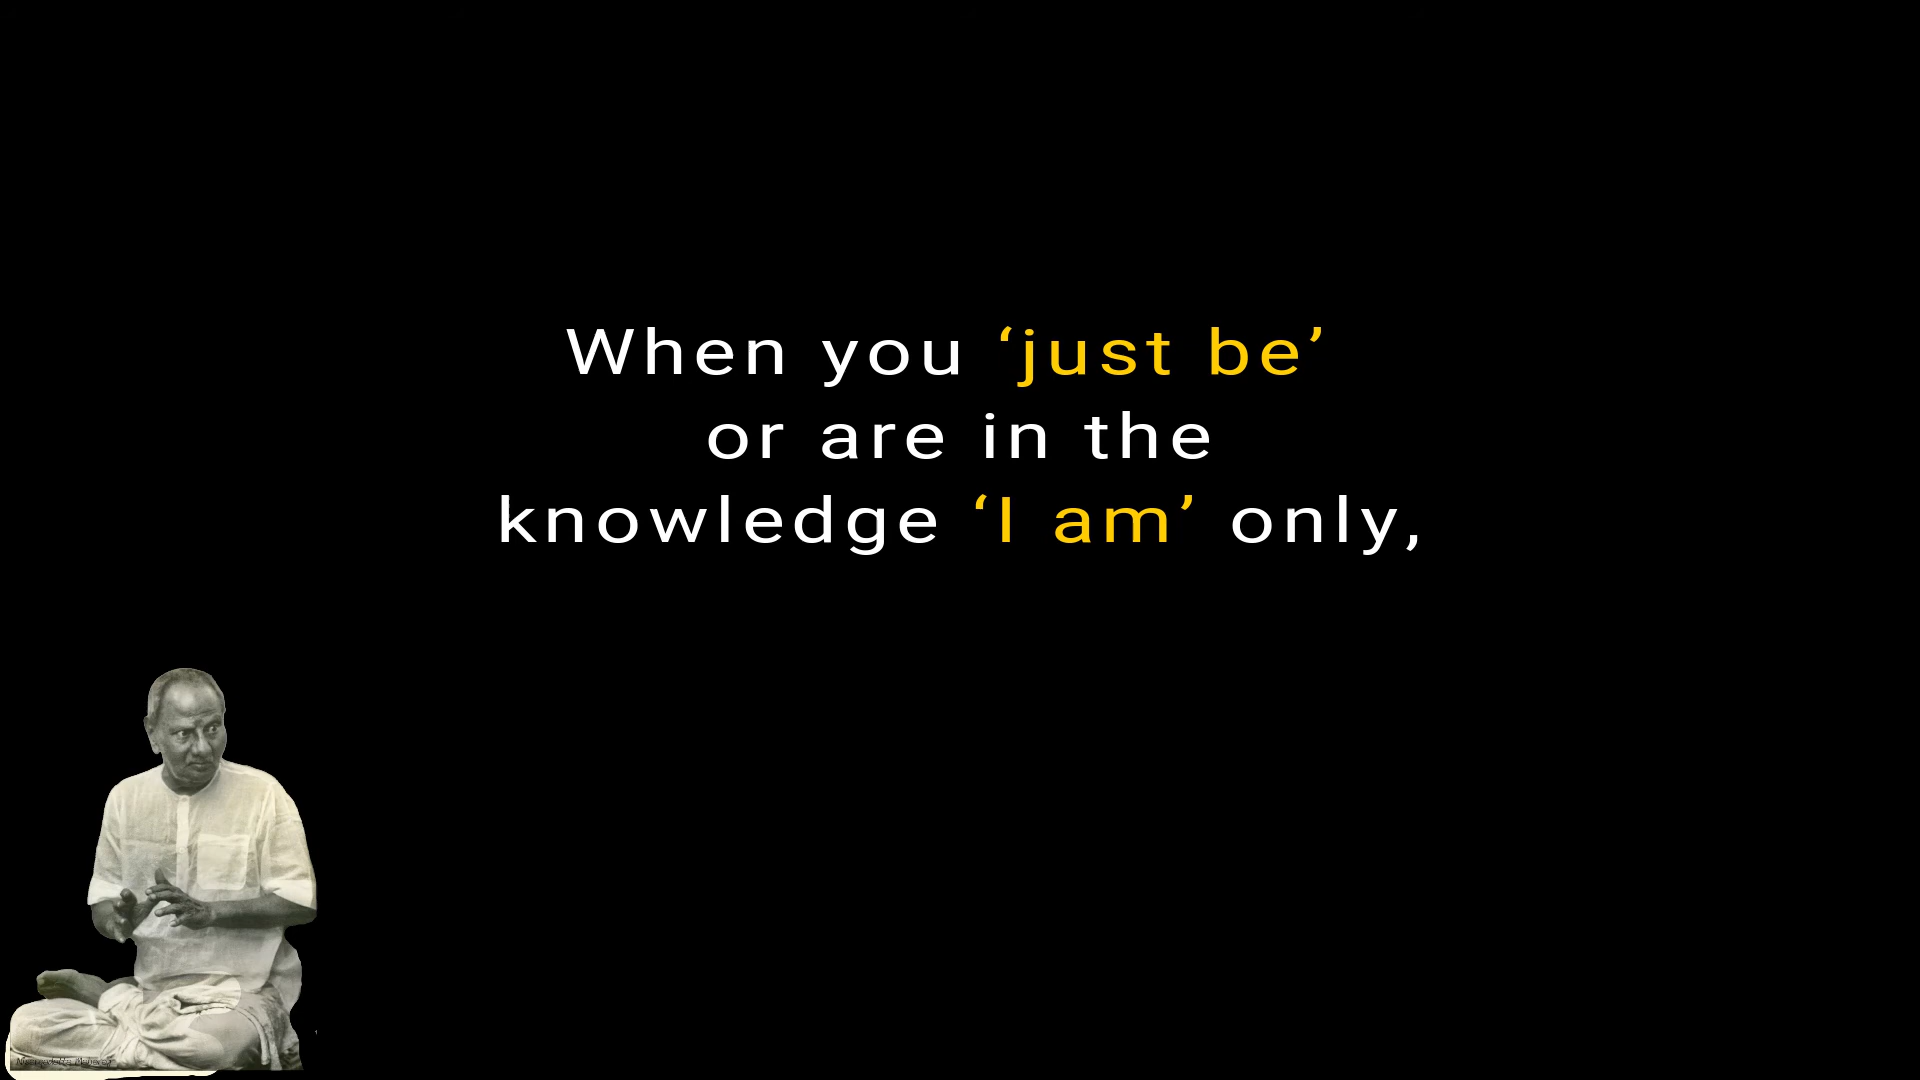 When you ‘just be’
or are in the
knowledge ‘I am’ only,